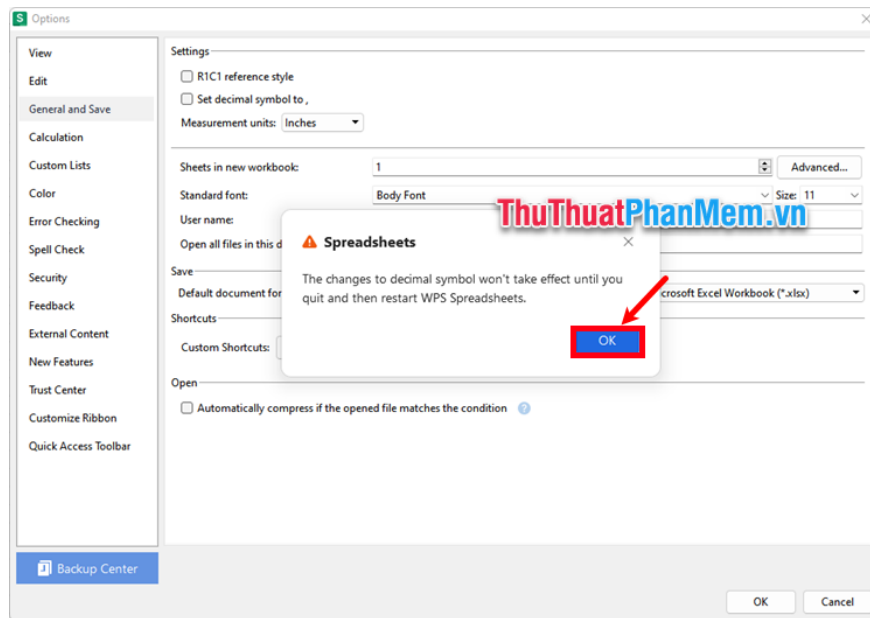 Options
View
Edit
General and Save
Calculation
Custom Lists
Color
Error Checking
Spell Check
Security
Feedback
External Content
New Features
Trust Center
Customize Ribbon
Quick Access Toolbar
Backup Center
Settings
R1C1 reference style
Set decimal symbol to ,
Measurement units: Inches
Sheets in new workbook: 1 Advanced...
Standard font: Body Font Size: 11
ThuThuatPhanMem.vn
User name:
Open all files in this
Save
Default document
Excel Workbook (*.xlsx)
Shortcuts
Custom Shortcuts:
Spreadsheets
The changes to decimal symbol won't take effect until you
quit and then restart WPS Spreadsheets.
OK
Open
Automatically compress if the opened file matches the condition ?
OK Cancel